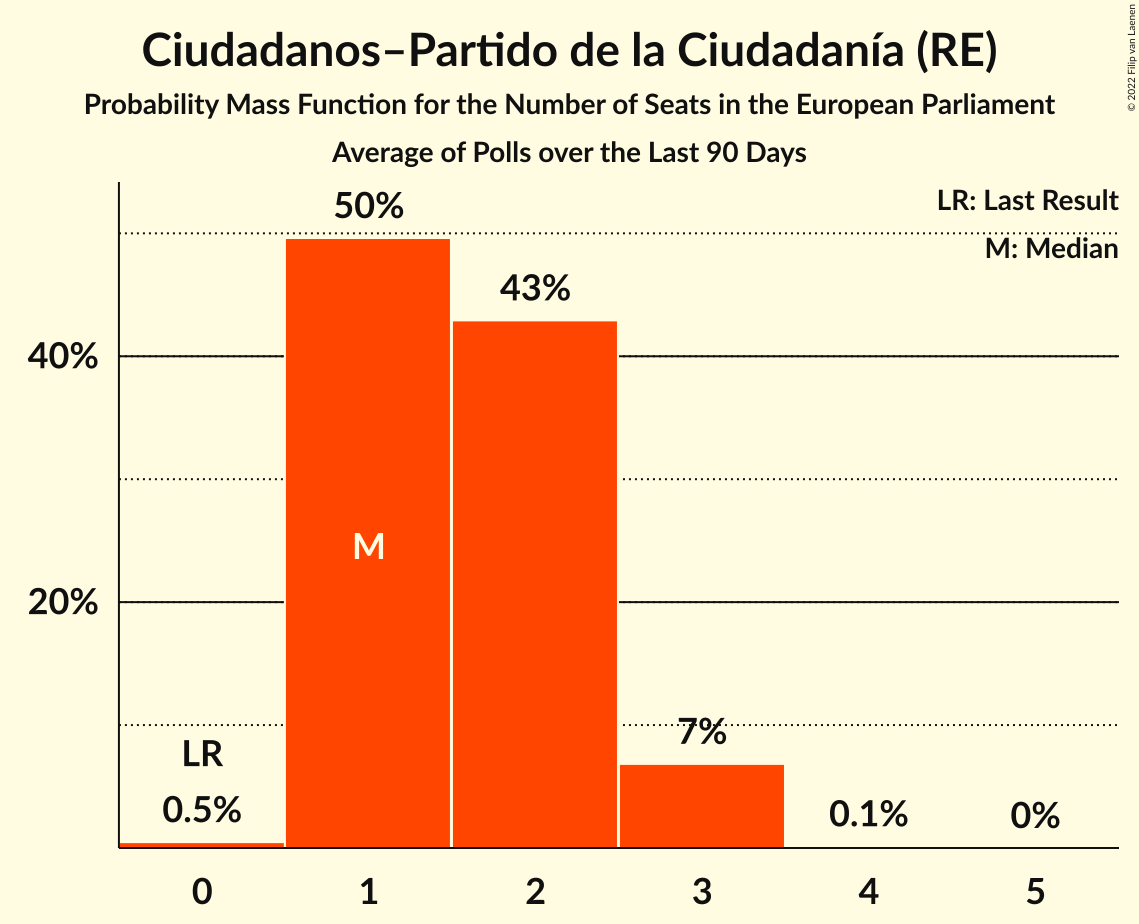 Ciudadanos–Partido de la Ciudadanía (RE)
Probability Mass Function for the Number of Seats in the European Parliament
Average of Polls over the Last 90 Days
© 2022 Filip van Laenen
LR: Last Result
M: Median
50%
43%
40%
M
20%
7%
LR
0.5%
0.1%
0%
0 1 2 3 4 5